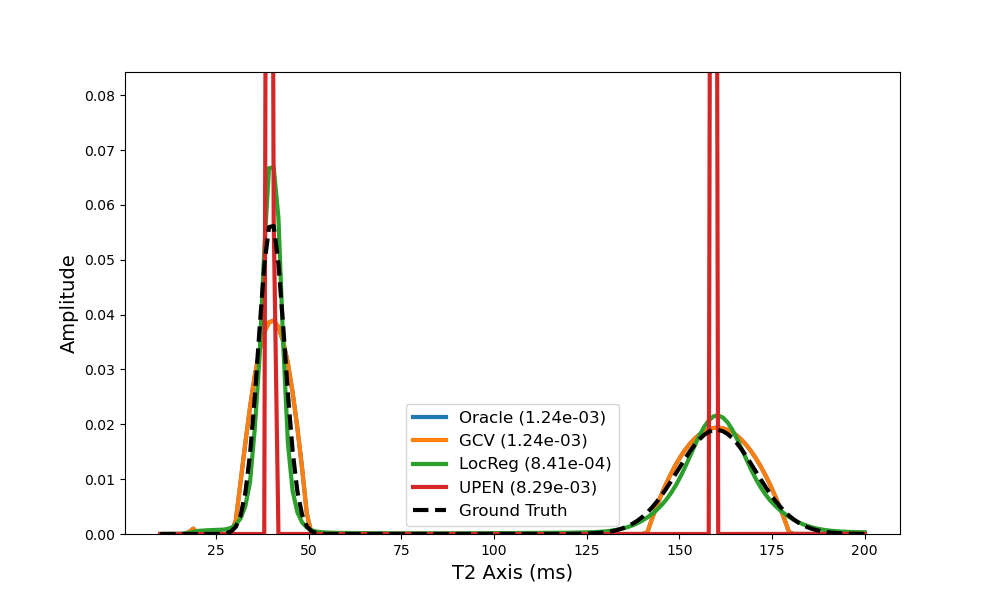 0.08
0.07
0.06
0.05
0.04
0.03
0.02
0.01
0.00
Amplitude
Oracle (1.24e-03)
GCV (1.24e-03)
LocReg (8.41e-04)
UPEN (8.29e-03)
Ground Truth
25 50 75 100 125 150 175 200
T2 Axis (ms)